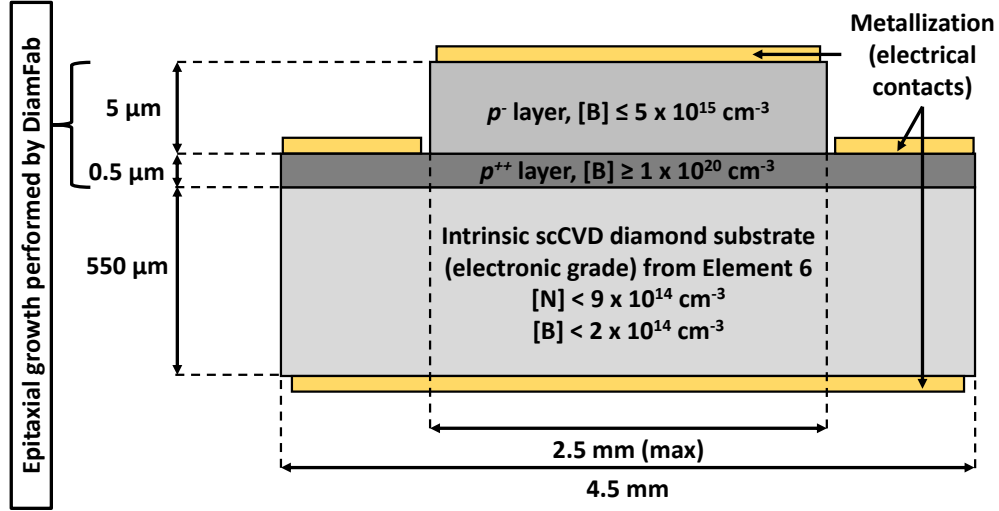 Epitaxial growth performed by DiamFab
5 µm
0.5 µm
550 µm
Metallization
(electrical
contacts)
p⁻ layer, [B] ≤ 5 x 10¹⁵ cm⁻³
p⁺⁺ layer, [B] ≥ 1 x 10²⁰ cm⁻³
Intrinsic scCVD diamond substrate
(electronic grade) from Element 6
[N] < 9 x 10¹⁴ cm⁻³
[B] < 2 x 10¹⁴ cm⁻³
2.5 mm (max)
4.5 mm